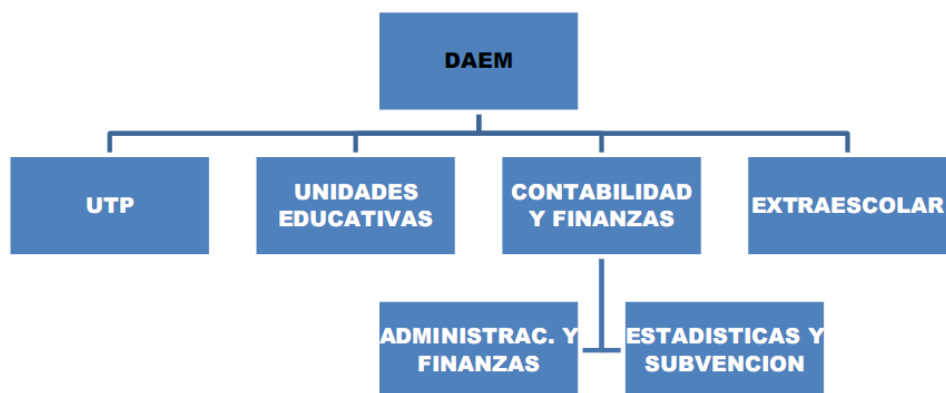 DAEM
UTP
UNIDADES
EDUCATIVAS
CONTABILIDAD
Y FINANZAS
EXTRAESCOLAR
ADMINISTRAC. Y
FINANZAS
ESTADISTICAS Y
SUBVENCION